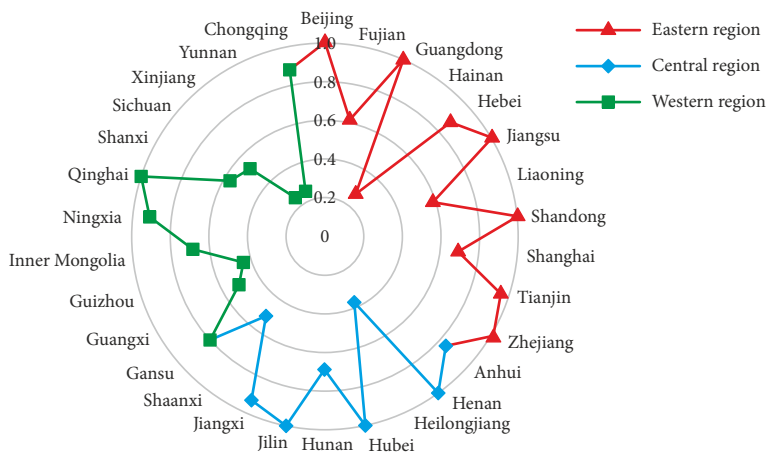 Beijing
Fujian
Guangdong
Hainan
Hebei
Jiangsu
Liaoning
Shandong
Shanghai
Tianjin
Zhejiang
Anhui
Henan
Heilongjiang
Hubei
Hunan
Jilin
Jiangxi
Shaanxi
Gansu
Guangxi
Guizhou
Inner Mongolia
Ningxia
Qinghai
Shanxi
Sichuan
Xinjiang
Yunnan
Chongqing
1.0
0.8
0.6
0.4
0.2
0
Eastern region
Central region
Western region